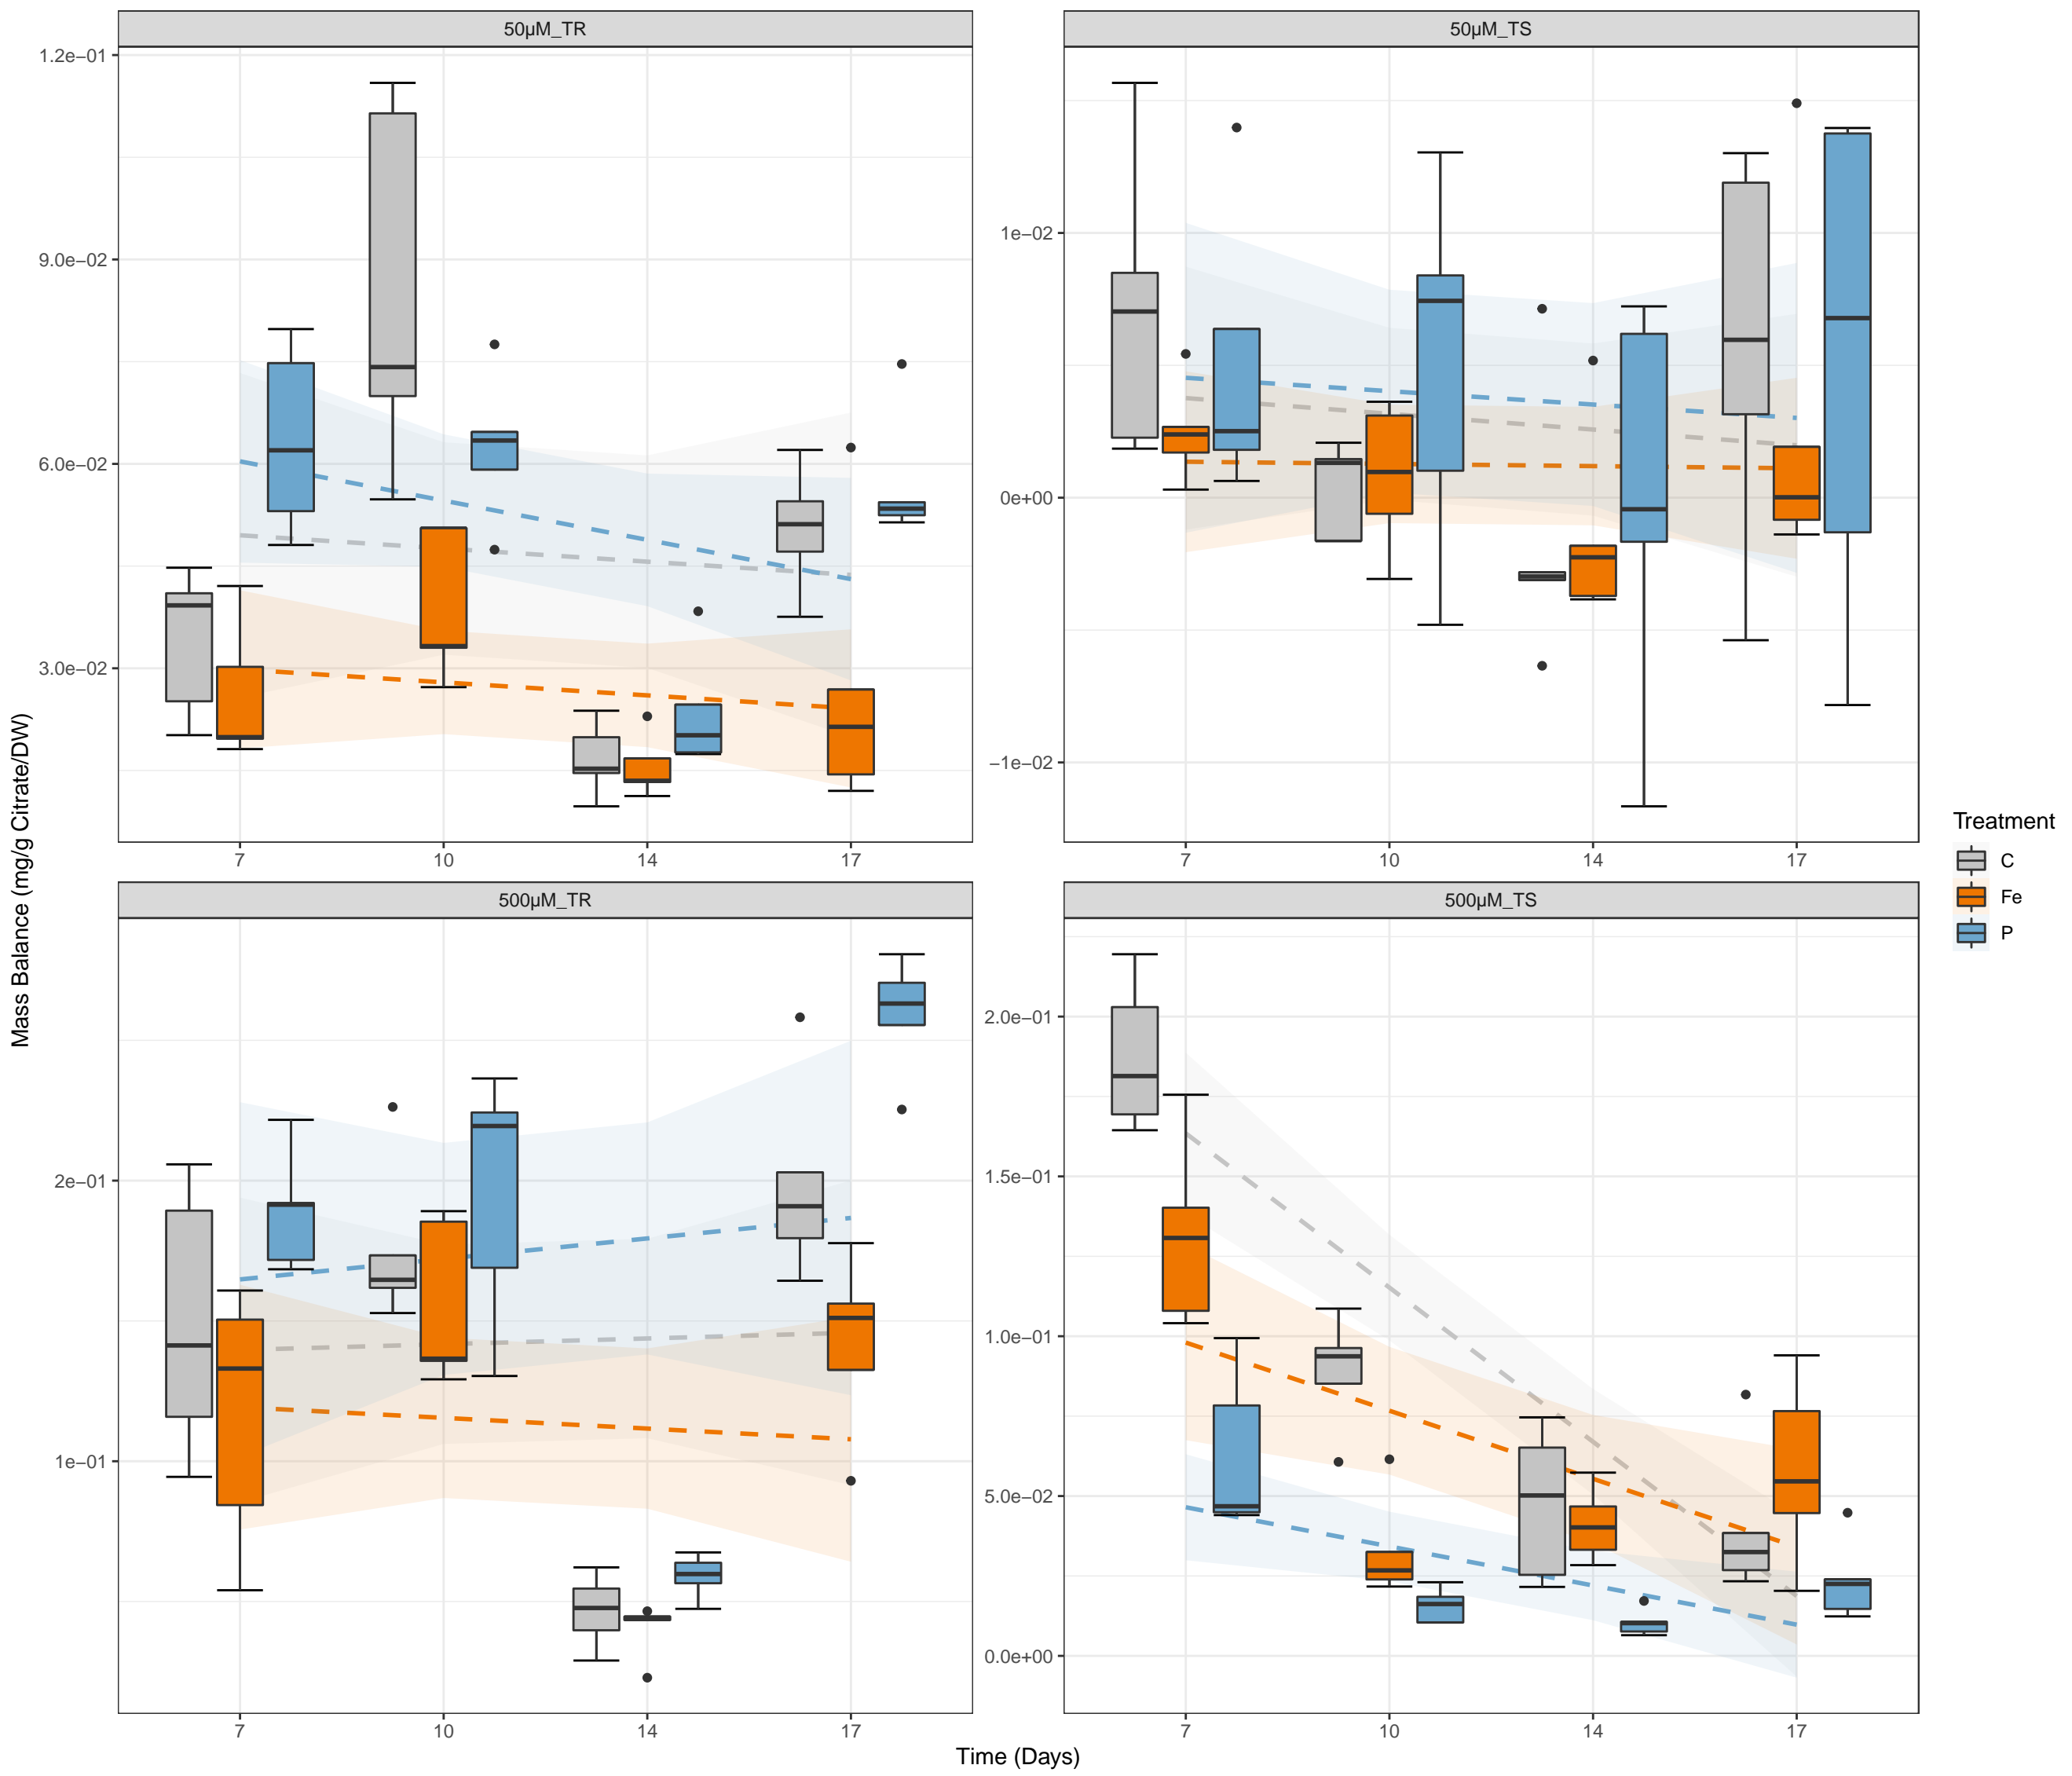 50µM_TR
50µM_TS
1.2e−01
9.0e−02
6.0e−02
3.0e−02
1e−02
0e+00
−1e−02
7 10 14 17
7 10 14 17
500µM_TR
500µM_TS
2e−01
1e−01
2.0e−01
1.5e−01
1.0e−01
5.0e−02
0.0e+00
7 10 14 17
7 10 14 17
Time (Days)
Mass Balance (mg/g Citrate/DW)
Treatment
C
Fe
P